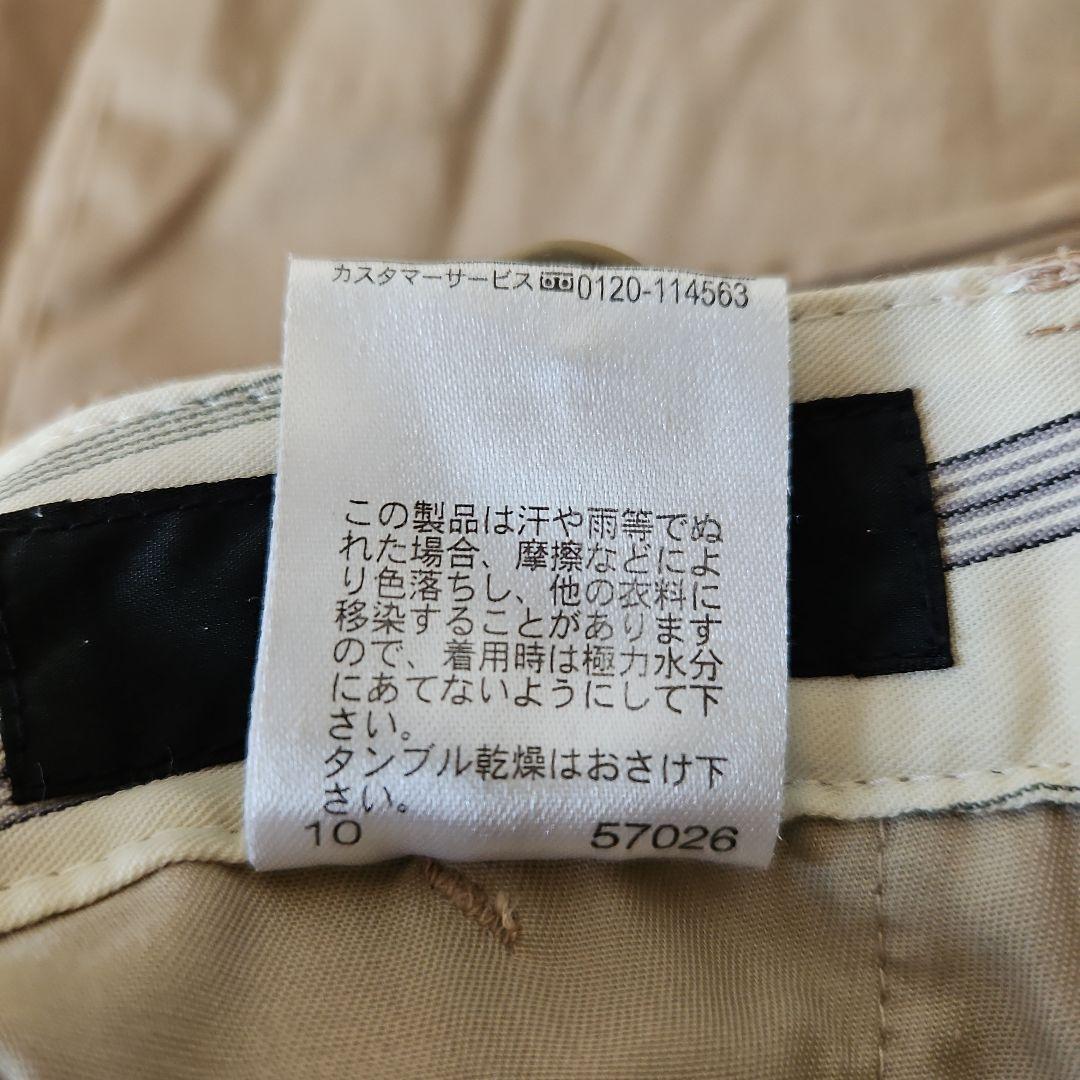 カスタマーサービス 0120-114563
この製品は汗や雨等でぬ
れた場合、摩擦などによ
り色落ちし、他の衣料に
移染することがあります
ので、着用時は極力水分
にあてないようにして下
さい。
タンブル乾燥はおさけ下
さい。
10 57026